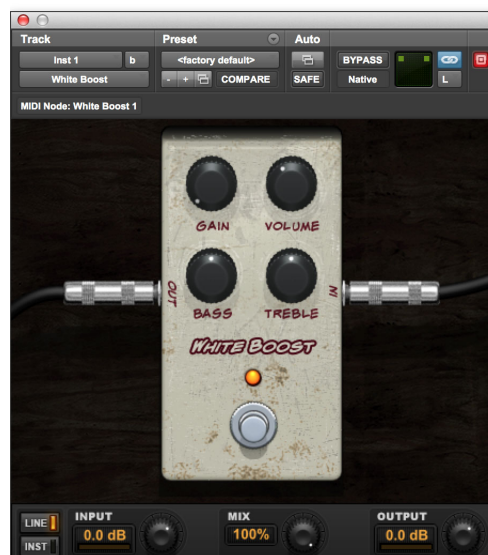 Track Preset Auto
Inst 1 b <factory default> BYPASS
White Boost - + COMPARE SAFE Native L
MIDI Node: White Boost 1
GAIN VOLUME
OUT IN
BASS TREBLE
WHITE BOOST
LINE INPUT MIX OUTPUT
0.0 dB 100% 0.0 dB
INST